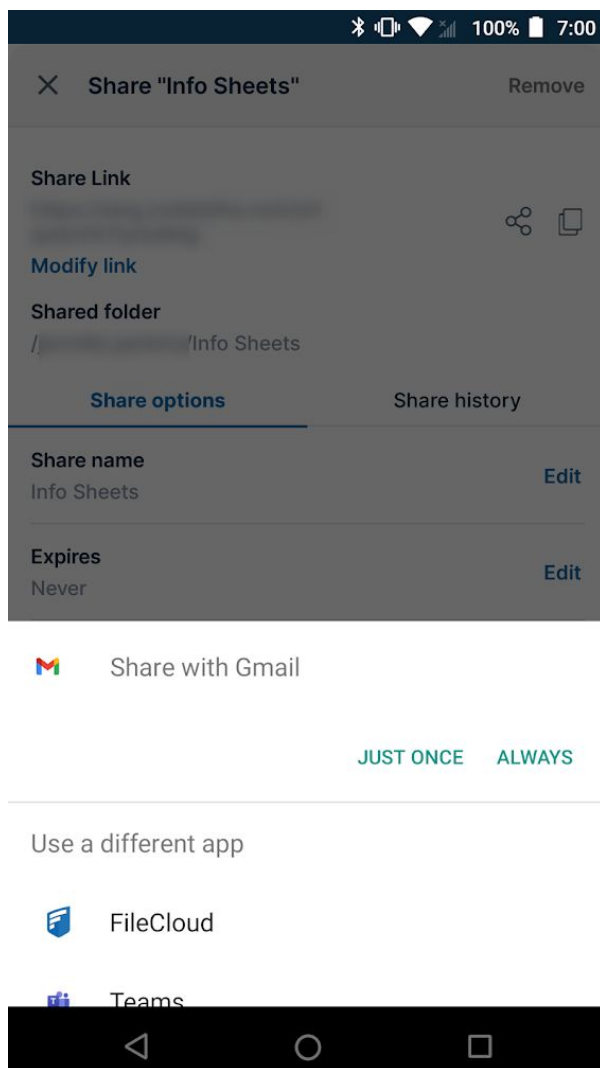 100% 7:00
Share "Info Sheets" Remove
Share Link
Modify link
Shared folder
/ /Info Sheets
Share options Share history
Share name
Edit
Info Sheets
Expires
Edit
Never
Share with Gmail
JUST ONCE ALWAYS
Use a different app
FileCloud
Teams